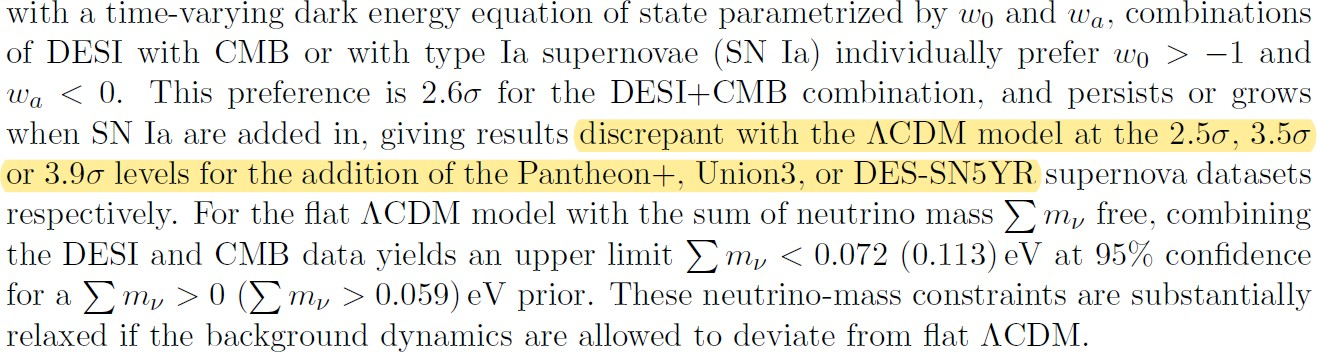 with a time-varying dark energy equation of state parametrized by w₀ and wₐ, combinations
of DESI with CMB or with type Ia supernovae (SN Ia) individually prefer w₀ > −1 and
wₐ < 0. This preference is 2.6σ for the DESI+CMB combination, and persists or grows
when SN Ia are added in, giving results discrepant with the ΛCDM model at the 2.5σ, 3.5σ
or 3.9σ levels for the addition of the Pantheon+, Union3, or DES-SN5YR supernova datasets
respectively. For the flat ΛCDM model with the sum of neutrino mass ∑ mᵥ free, combining
the DESI and CMB data yields an upper limit ∑ mᵥ < 0.072 (0.113) eV at 95% confidence
for a ∑ mᵥ > 0 (∑ mᵥ > 0.059) eV prior. These neutrino-mass constraints are substantially
relaxed if the background dynamics are allowed to deviate from flat ΛCDM.